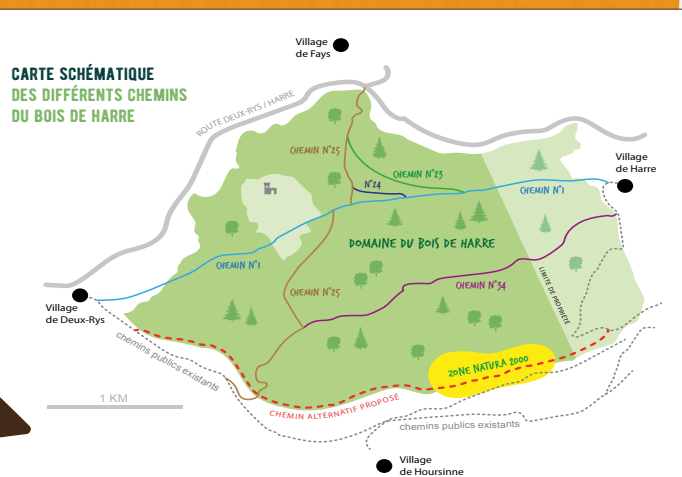 CARTE SCHÉMATIQUE
DES DIFFÉRENTS CHEMINS
DU BOIS DE HARRE
Village
de Fays
ROUTE DEUX-RYS / HARRE
CHEMIN N°25
CHEMIN N°23
N°24
Village
de Harre
CHEMIN N°1
DOMAINE DU BOIS DE HARRE
CHEMIN N°1
CHEMIN N°25
CHEMIN N°34
LIMITE DE PROPRIÉTÉ
Village
de Deux-Rys
chemins publics existants
ZONE NATURA 2000
1 KM
CHEMIN ALTERNATIF PROPOSÉ
chemins publics existants
Village
de Hoursinne